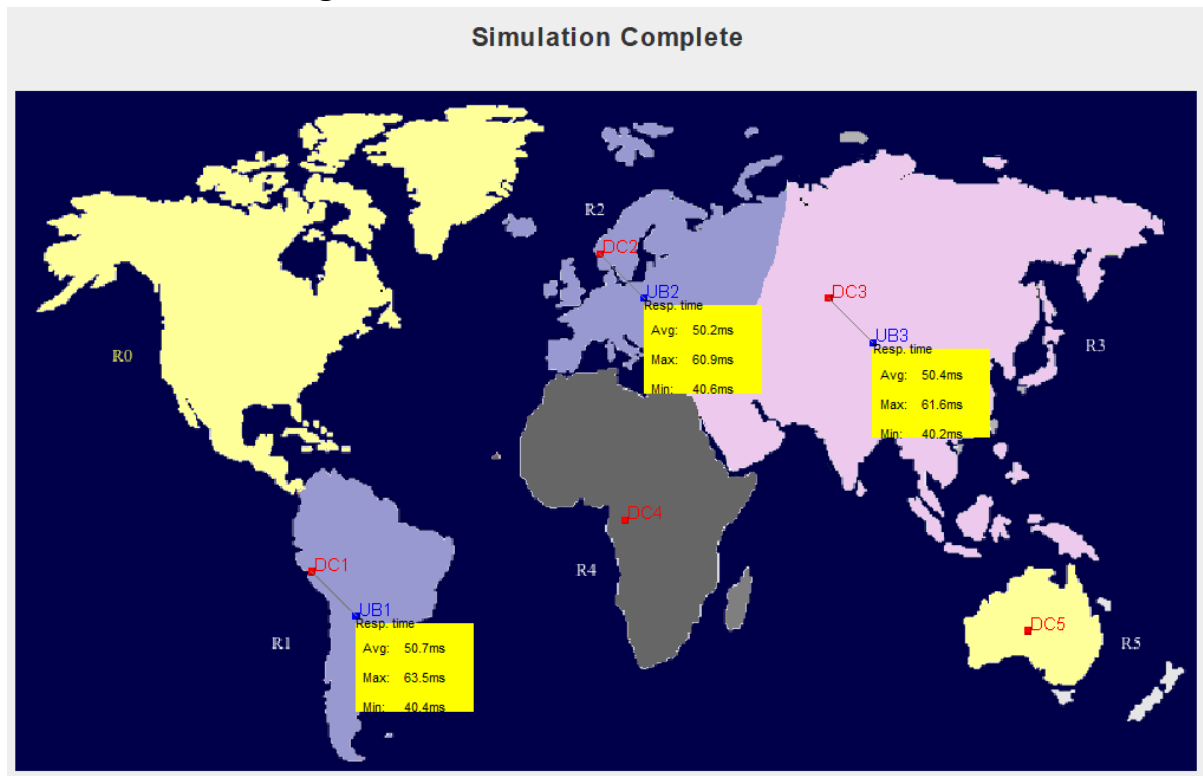 Simulation Complete
R2
DC2
UB2
Resp. time
Avg: 50.2ms
Max: 60.9ms
Min: 40.6ms
DC3
UB3
Resp. time
Avg: 50.4ms
Max: 61.6ms
Min: 40.2ms
R0
R3
DC4
R4
DC1
UB1
Resp. time
Avg: 50.7ms
Max: 63.5ms
Min: 40.4ms
R1
DC5
R5